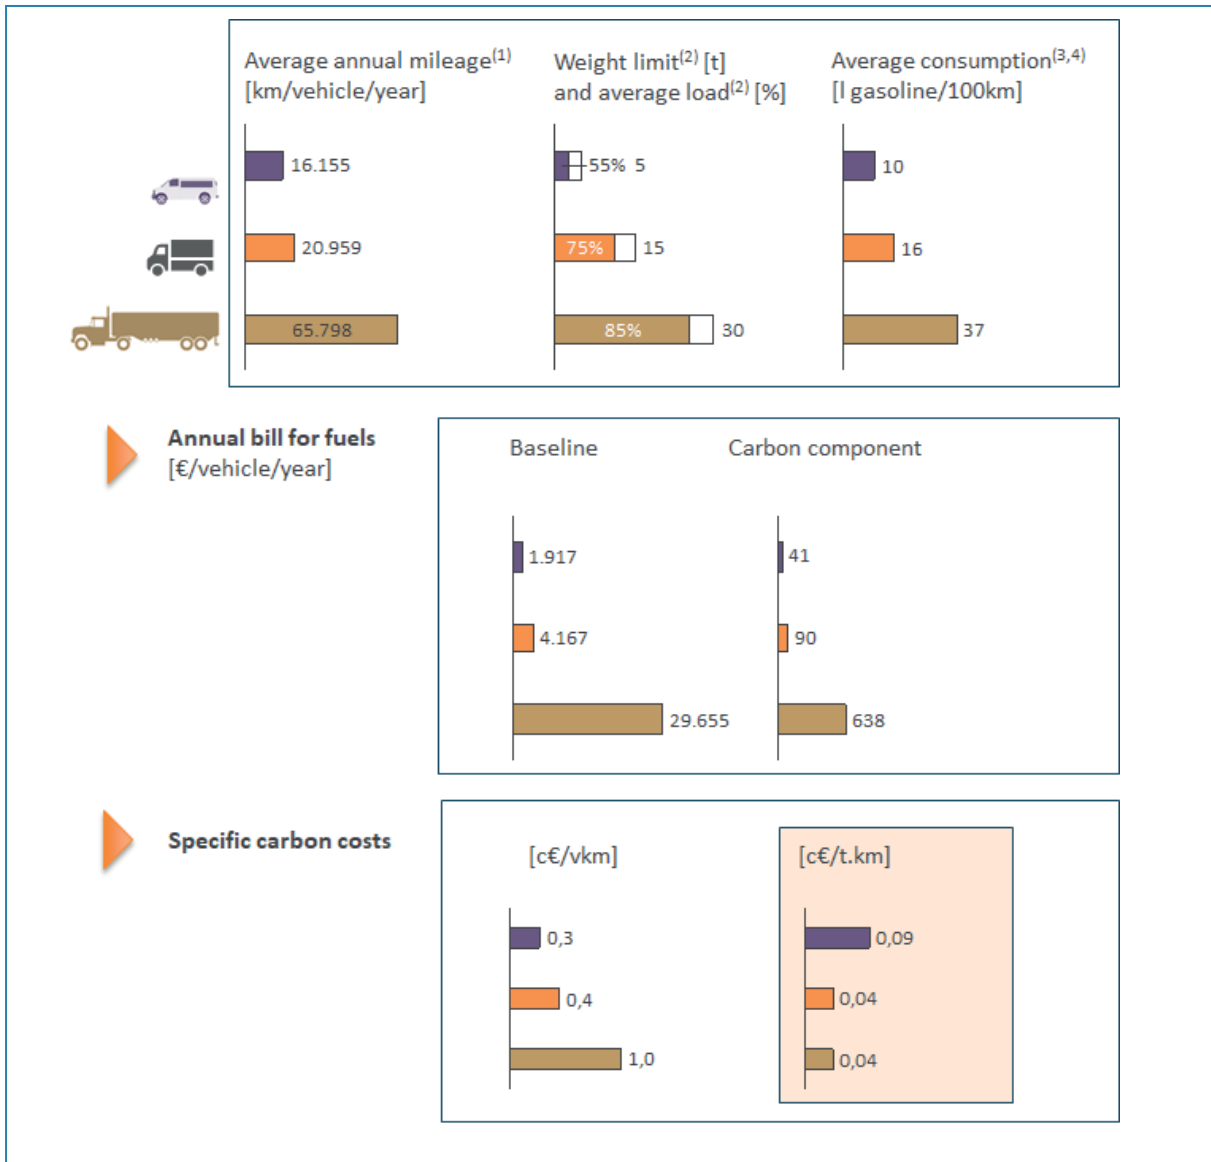 Average annual mileage(1)
[km/vehicle/year]
Weight limit(2) [t]
and average load(2) [%]
Average consumption(3,4)
[l gasoline/100km]
16.155
55% 5
10
20.959
75% 15
16
65.798
85% 30
37
Annual bill for fuels
[€/vehicle/year]
Baseline
Carbon component
1.917
41
4.167
90
29.655
638
Specific carbon costs
[c€/vkm]
[c€/t.km]
0,3
0,09
0,4
0,04
1,0
0,04